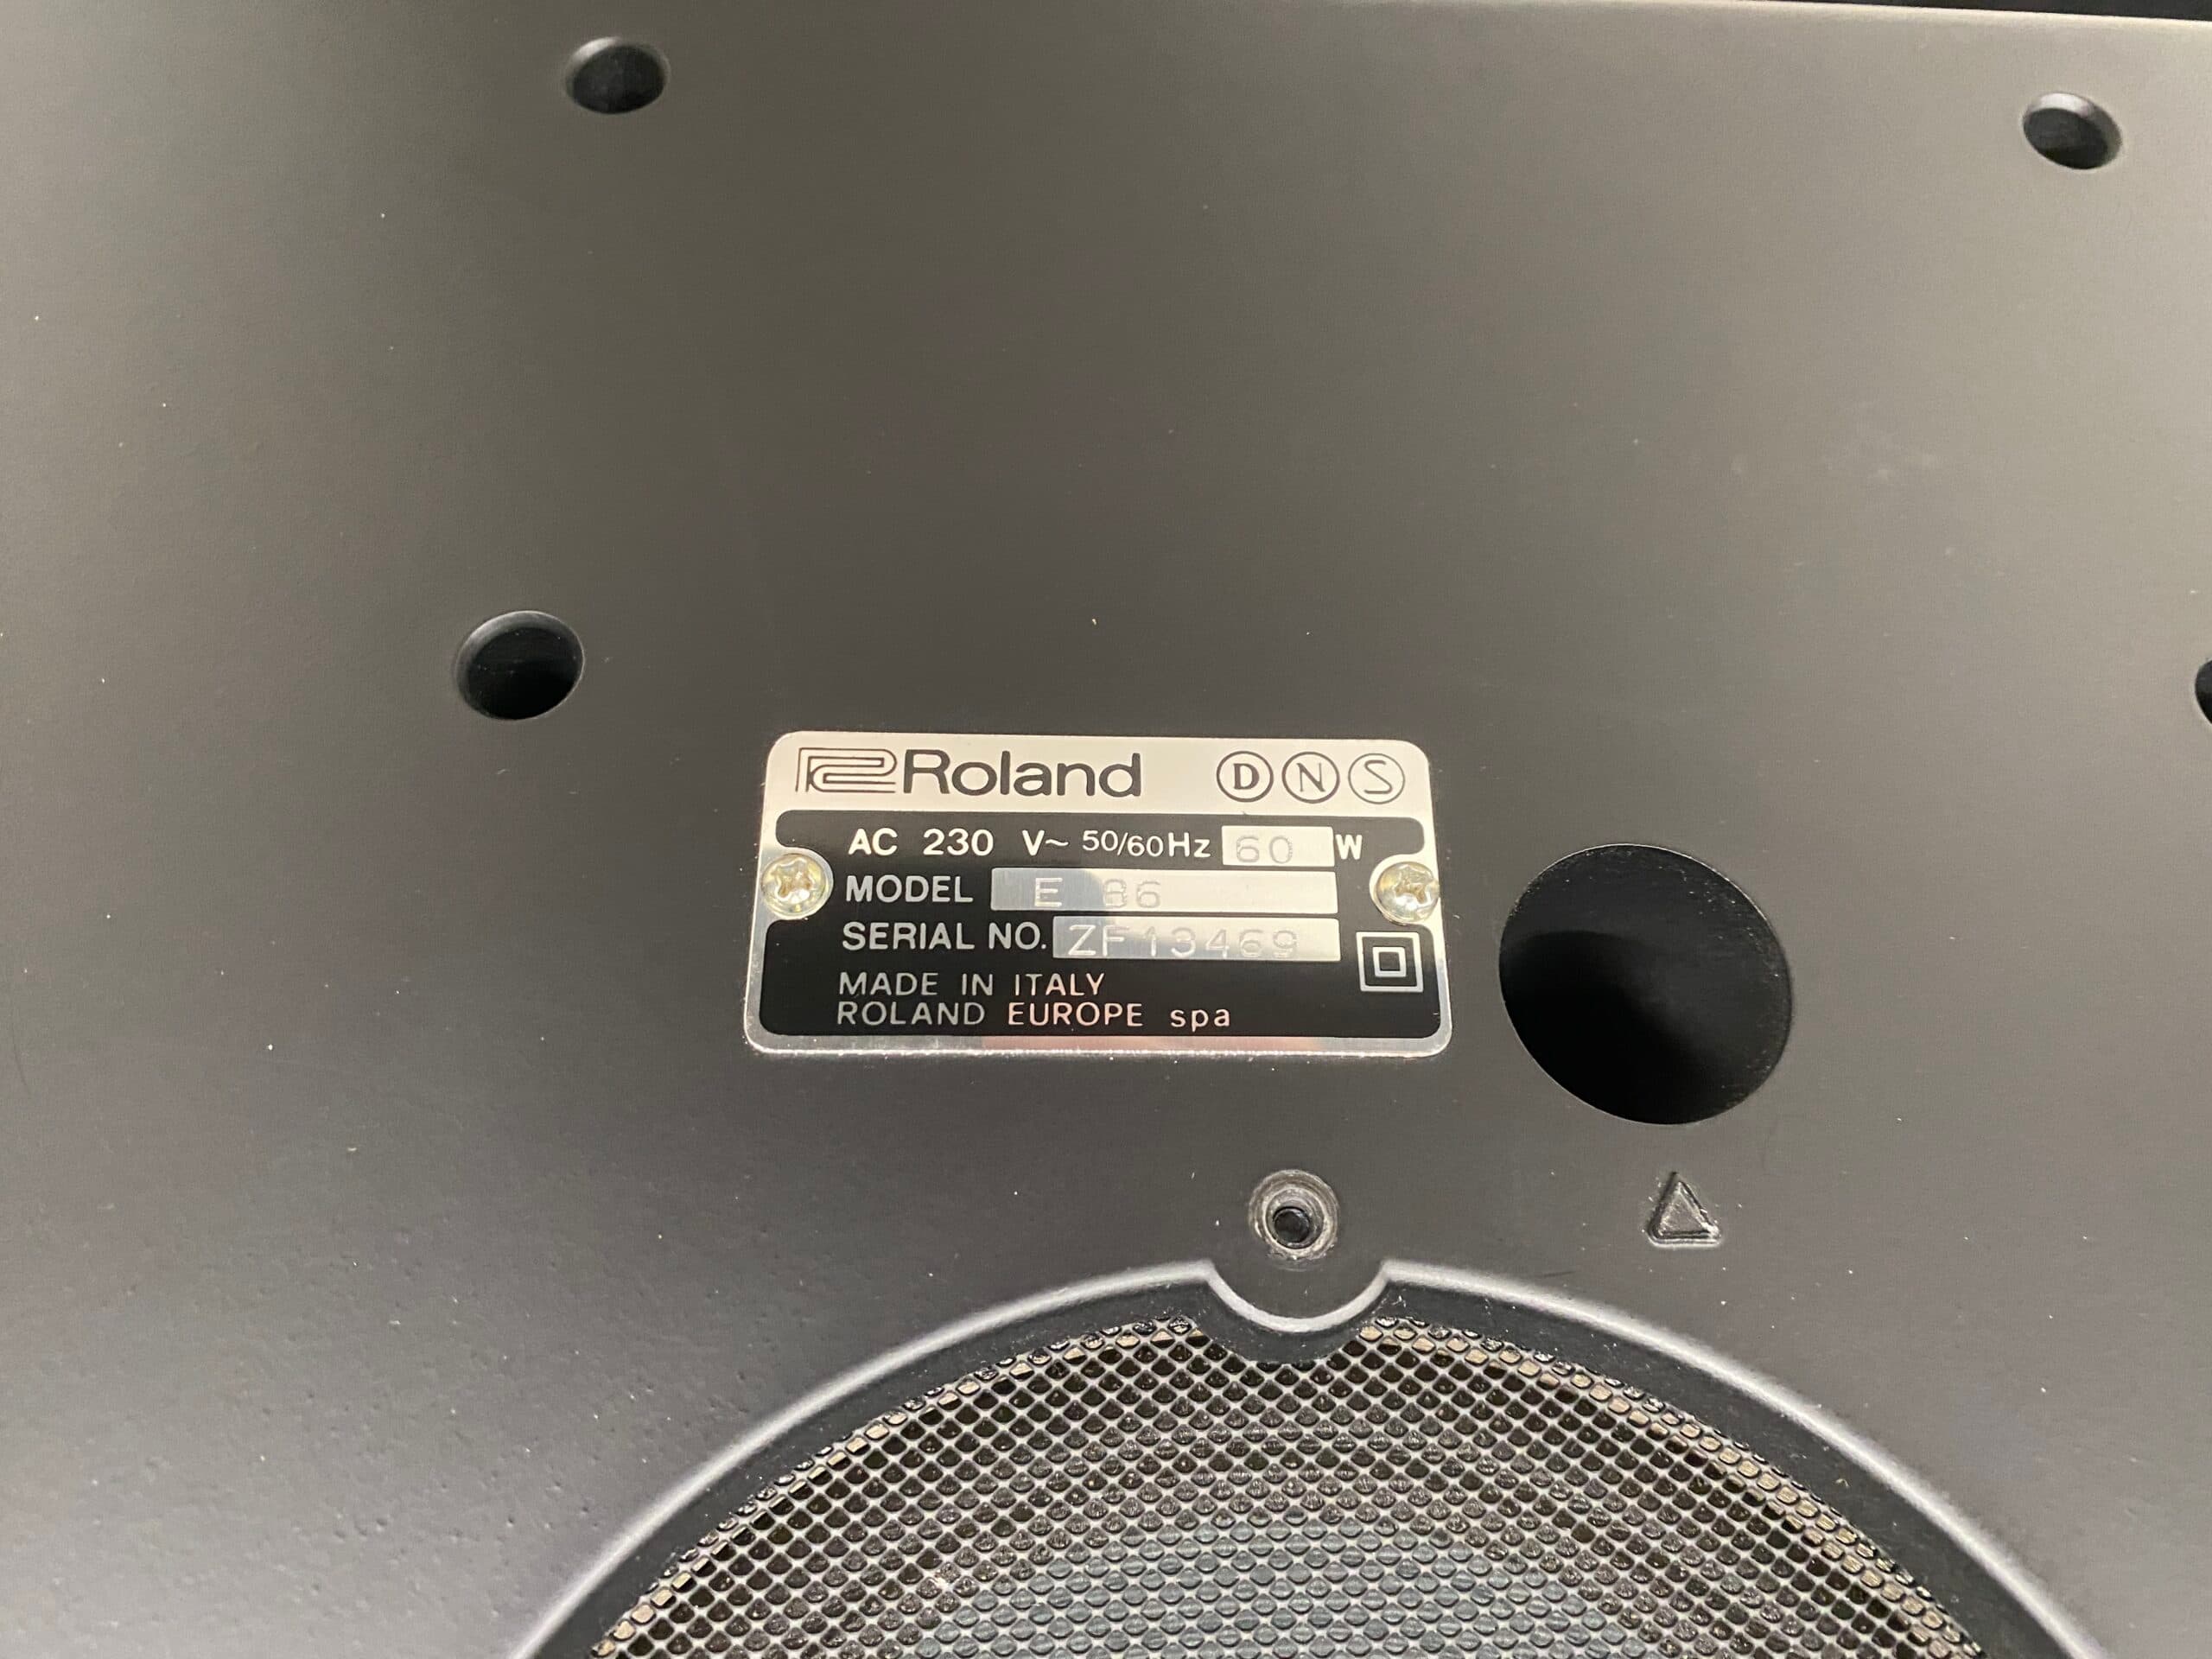 Roland D N S
AC 230 V~ 50/60Hz 60 W
MODEL E 86
SERIAL NO. ZF13469
MADE IN ITALY
ROLAND EUROPE spa